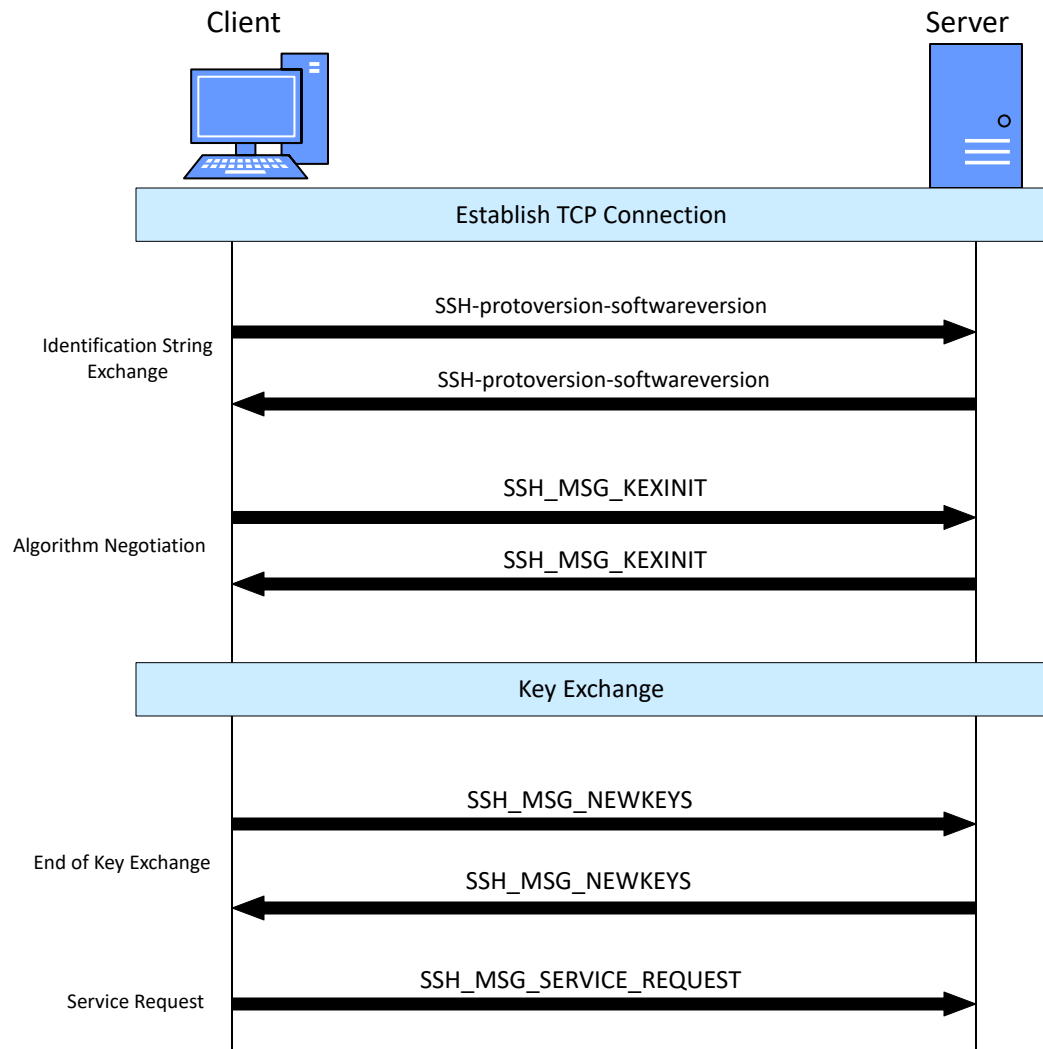 Client
Server
Establish TCP Connection
SSH-protoversion-softwareversion
Identification String
Exchange
SSH-protoversion-softwareversion
SSH_MSG_KEXINIT
Algorithm Negotiation
SSH_MSG_KEXINIT
Key Exchange
SSH_MSG_NEWKEYS
End of Key Exchange
SSH_MSG_NEWKEYS
SSH_MSG_SERVICE_REQUEST
Service Request